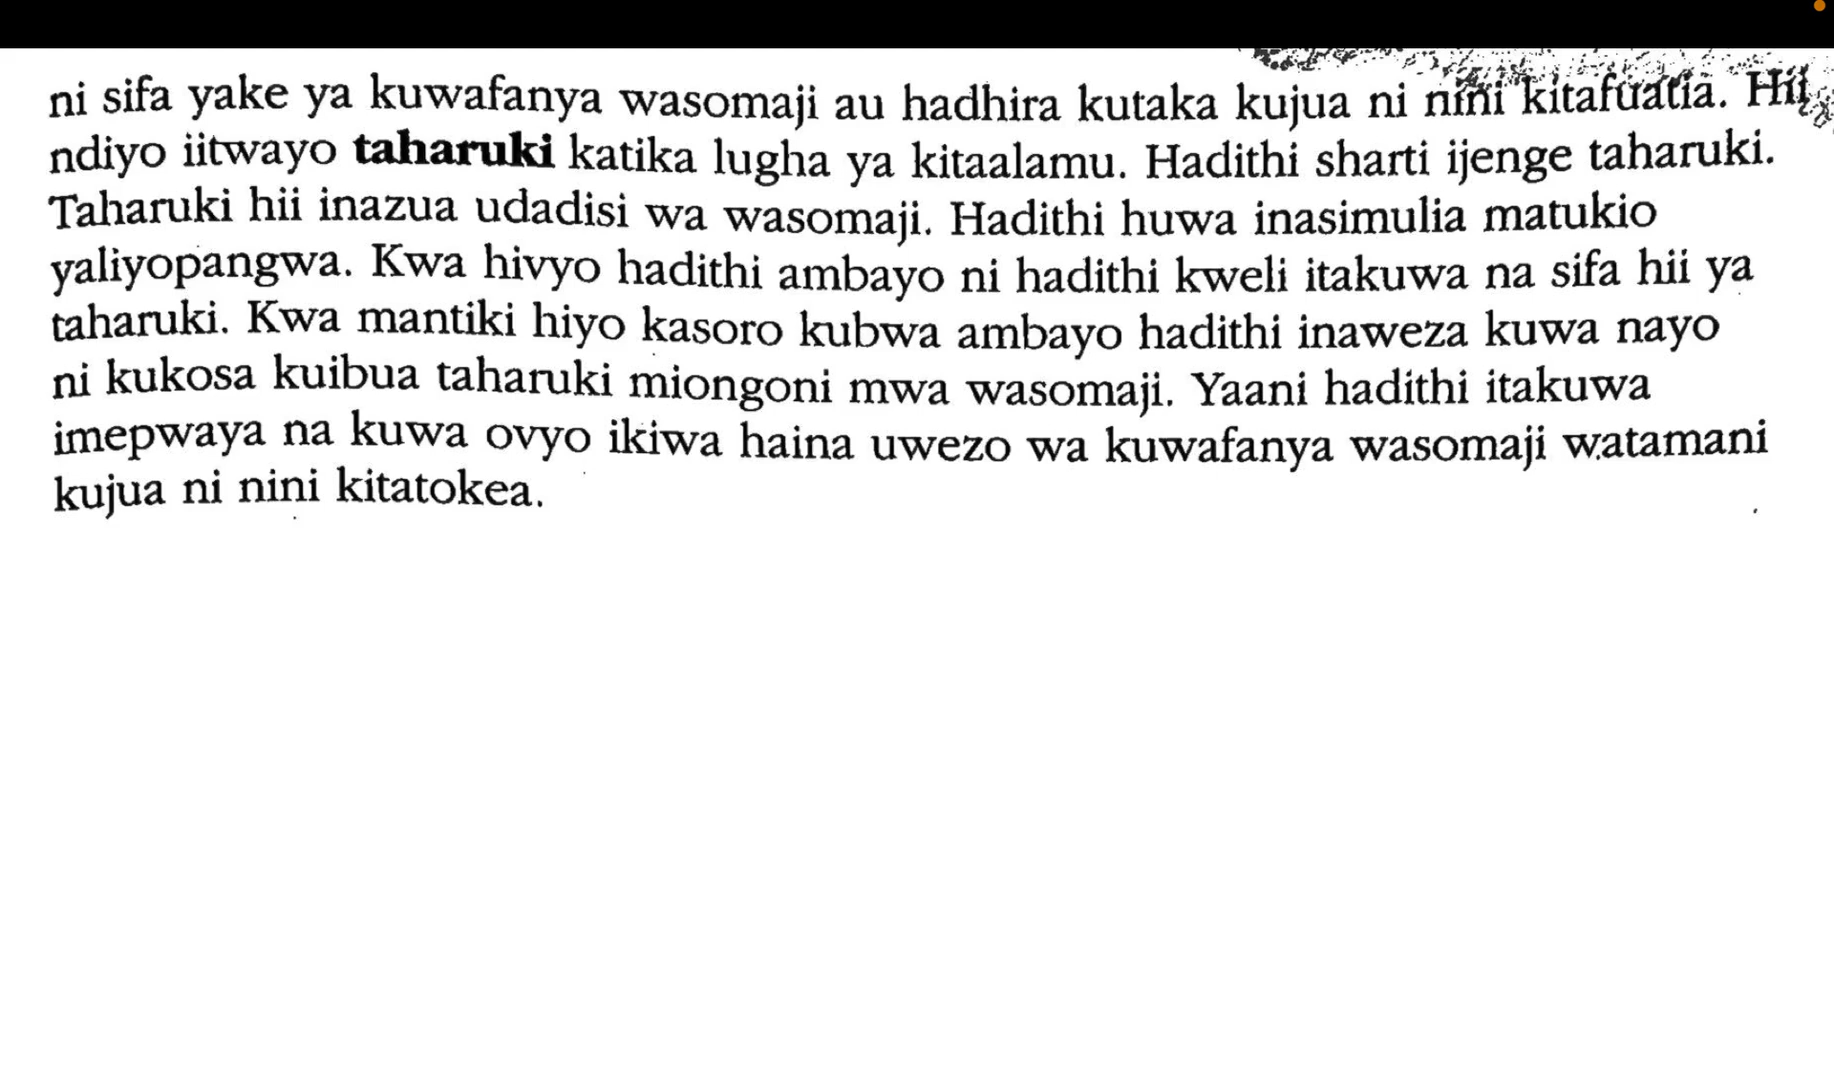 ni sifa yake ya kuwafanya wasomaji au hadhira kutaka kujua ni nini kitafuatia. Hii
ndiyo iitwayo taharuki katika lugha ya kitaalamu. Hadithi sharti ijenge taharuki.
Taharuki hii inazua udadisi wa wasomaji. Hadithi huwa inasimulia matukio
yaliyopangwa. Kwa hivyo hadithi ambayo ni hadithi kweli itakuwa na sifa hii ya
taharuki. Kwa mantiki hiyo kasoro kubwa ambayo hadithi inaweza kuwa nayo
ni kukosa kuibua taharuki miongoni mwa wasomaji. Yaani hadithi itakuwa
imepwaya na kuwa ovyo ikiwa haina uwezo wa kuwafanya wasomaji watamani
kujua ni nini kitatokea.